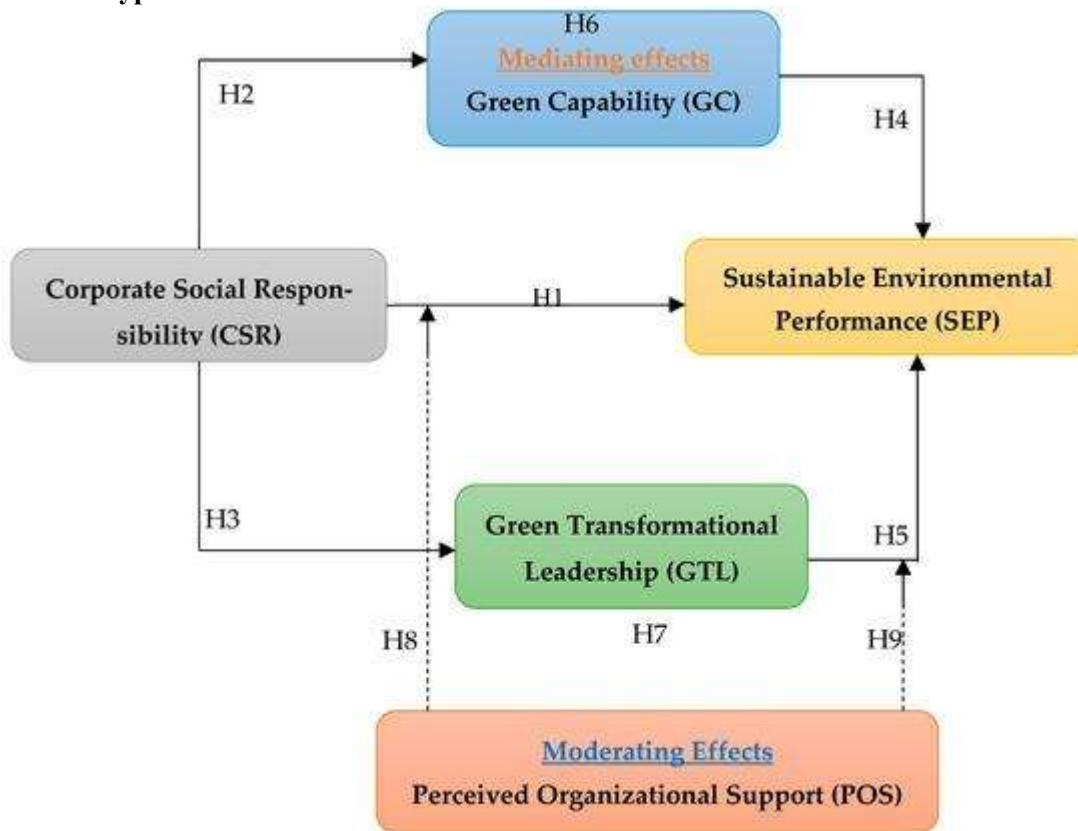 H6
Mediating effects
Green Capability (GC)
H2
H4
Corporate Social Respon-
sibility (CSR)
H1
Sustainable Environmental
Performance (SEP)
H3
Green Transformational
Leadership (GTL)
H5
H8
H7
H9
Moderating Effects
Perceived Organizational Support (POS)